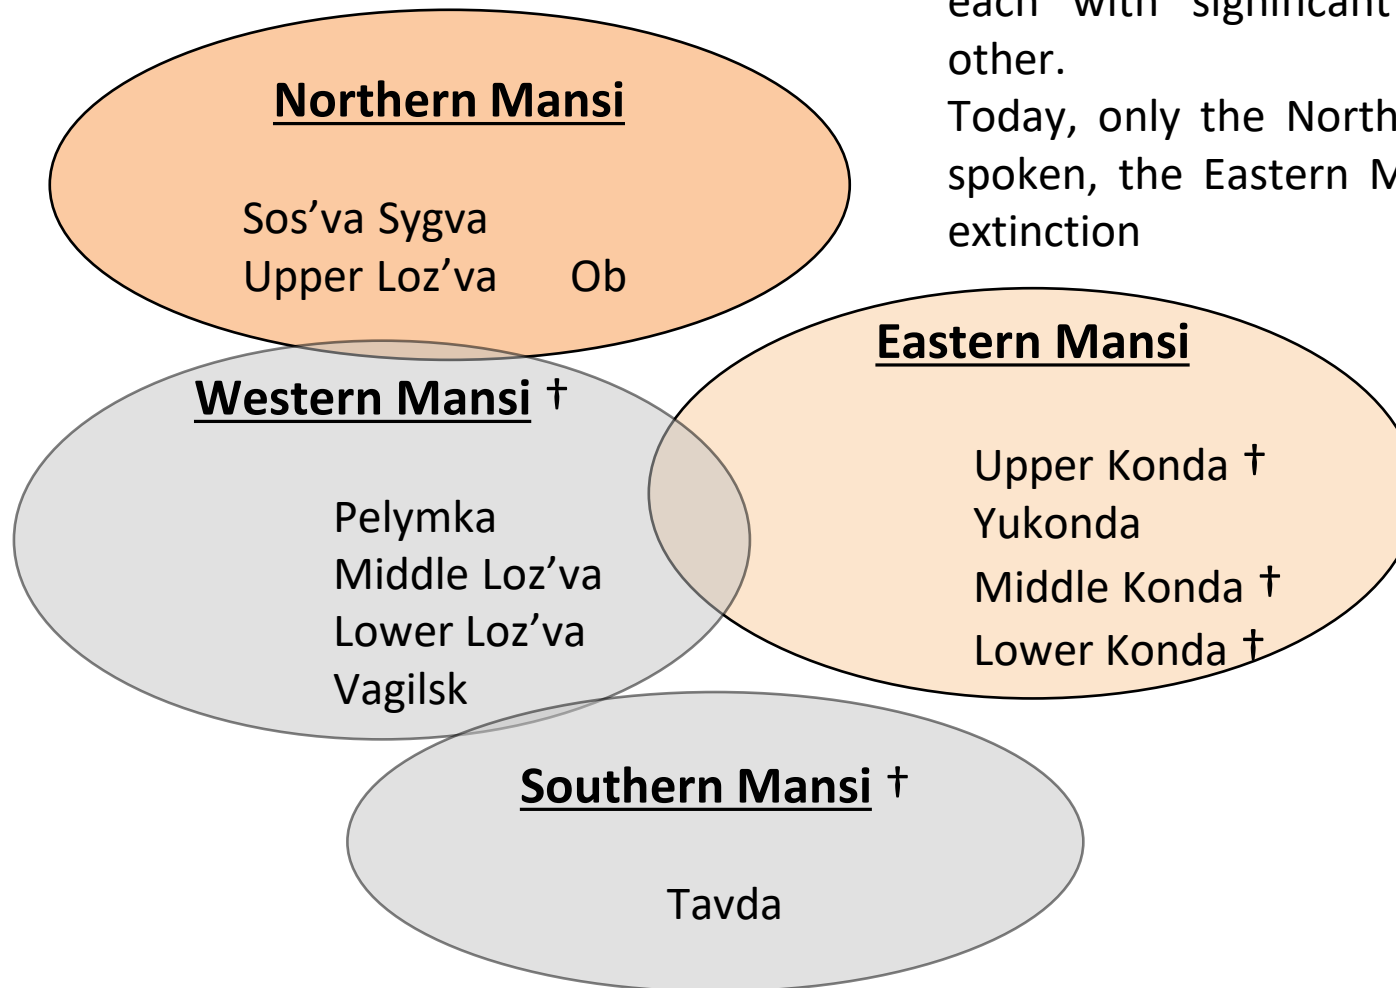 each with significant
other.
Today, only the North
spoken, the Eastern M
extinction
Northern Mansi
Sos’va Sygva
Upper Loz’va Ob
Western Mansi †
Pelymka
Middle Loz’va
Lower Loz’va
Vagilsk
Eastern Mansi
Upper Konda †
Yukonda
Middle Konda †
Lower Konda †
Southern Mansi †
Tavda